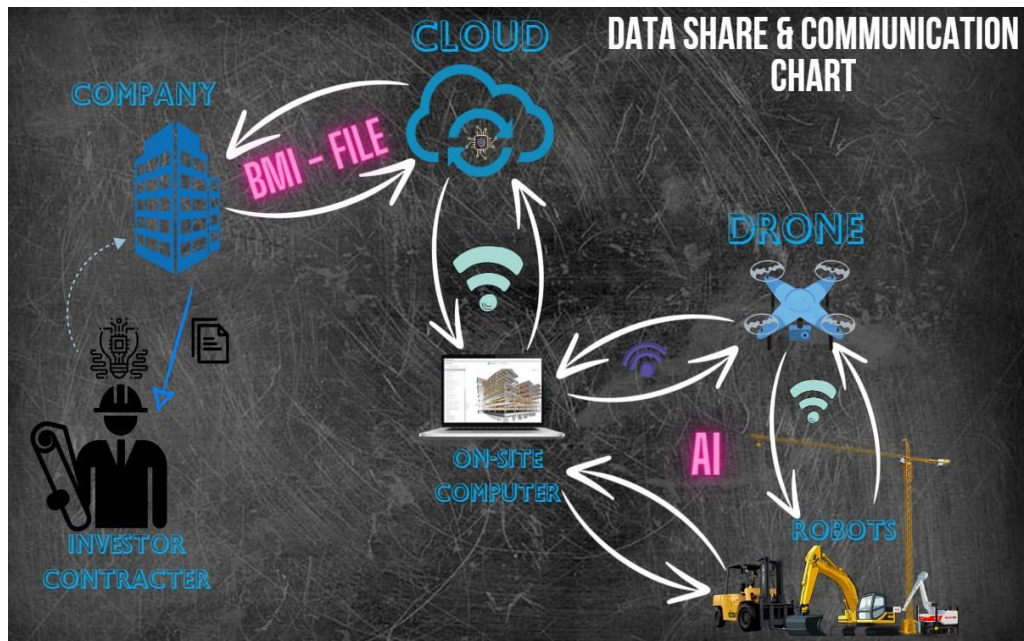 DATA SHARE & COMMUNICATION
CHART
CLOUD
COMPANY
BMI - FILE
DRONE
AI
ON-SITE
COMPUTER
ROBOTS
INVESTOR
CONTRACTER